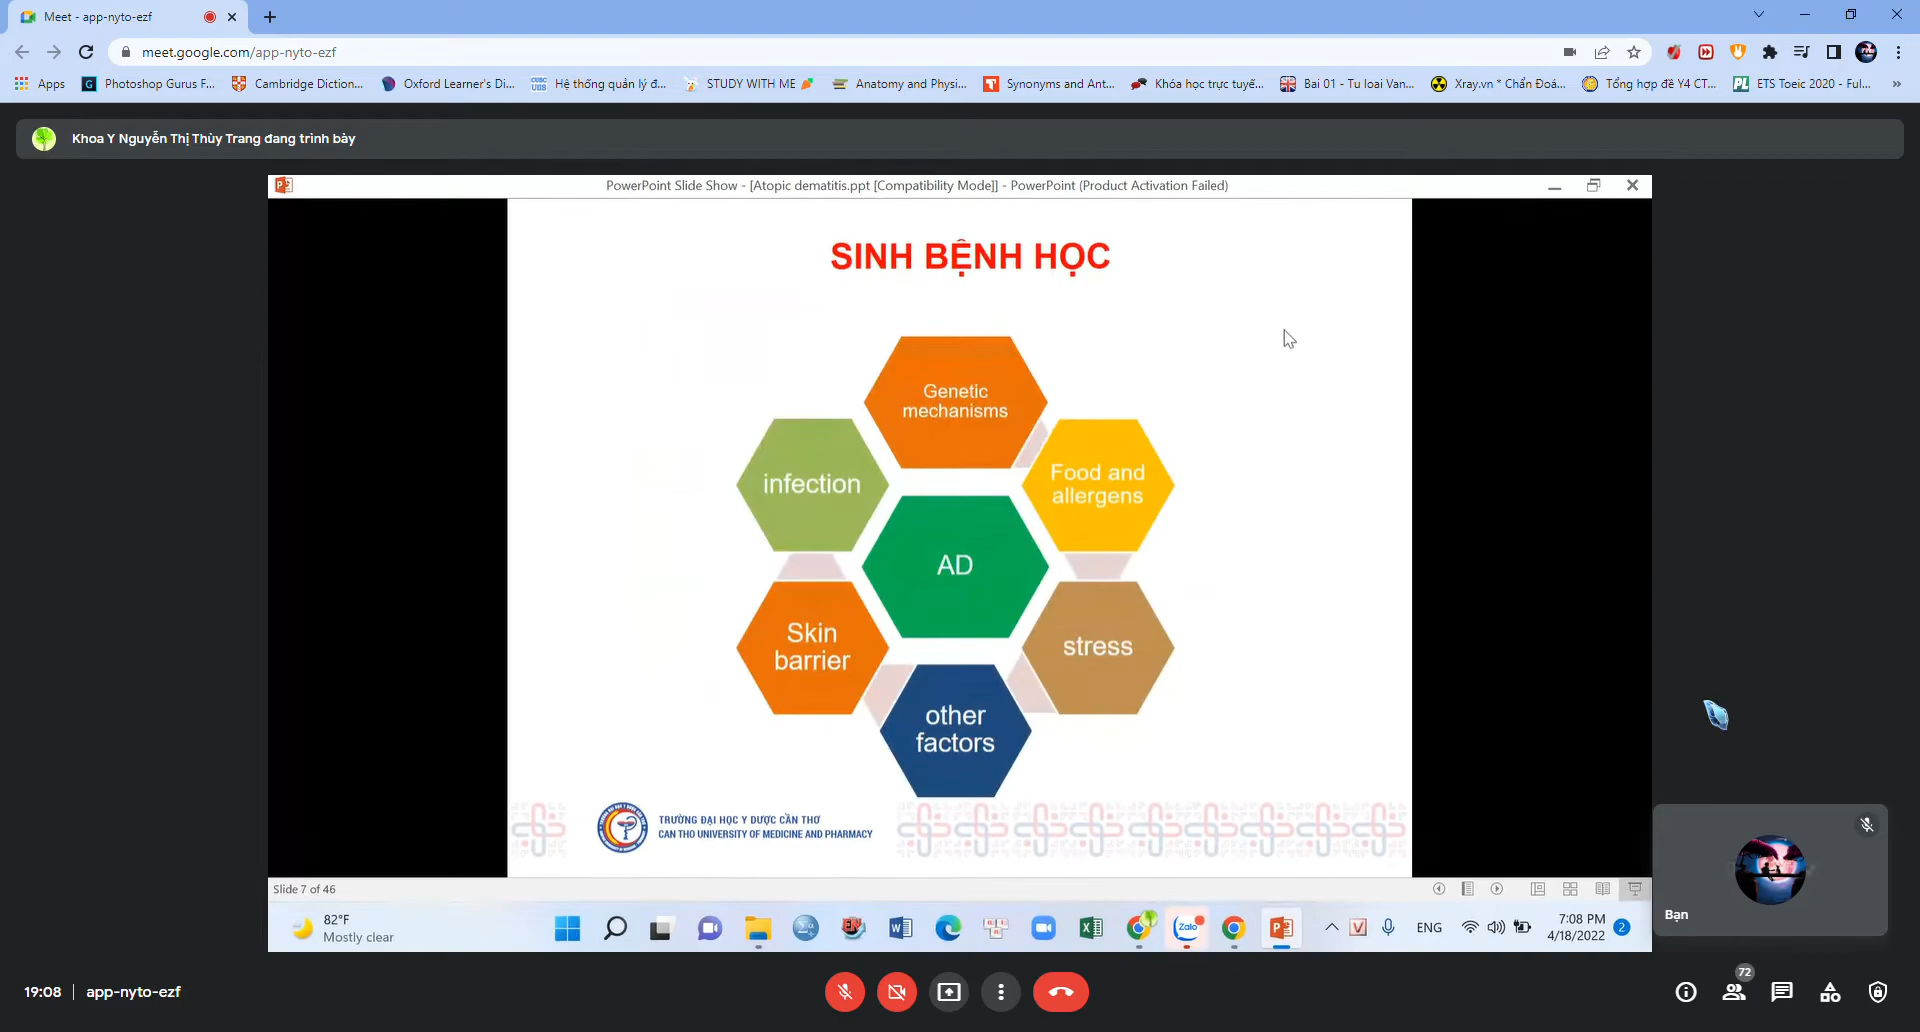 Meet - app-nyto-ezf
meet.google.com/app-nyto-ezf
Apps
Photoshop Gurus F...
Cambridge Diction...
Oxford Learner's Di...
Hệ thống quản lý đ...
STUDY WITH ME
Anatomy and Physi...
Synonyms and Ant...
Khóa học trực tuyế...
Bai 01 - Tu loai Van...
Xray.vn * Chẩn Đoá...
Tổng hợp đề Y4 CT...
ETS Toeic 2020 - Ful...
Khoa Y Nguyễn Thị Thùy Trang đang trình bày
PowerPoint Slide Show - [Atopic dematitis.ppt [Compatibility Mode]] - PowerPoint (Product Activation Failed)
SINH BỆNH HỌC
Genetic
mechanisms
infection
Food and
allergens
AD
Skin
barrier
stress
other
factors
TRƯỜNG ĐẠI HỌC Y DƯỢC CẦN THƠ
CAN THO UNIVERSITY OF MEDICINE AND PHARMACY
Slide 7 of 46
82°F
Mostly clear
Zalo
ENG
7:08 PM
4/18/2022
2
Bạn
19:08
app-nyto-ezf
72